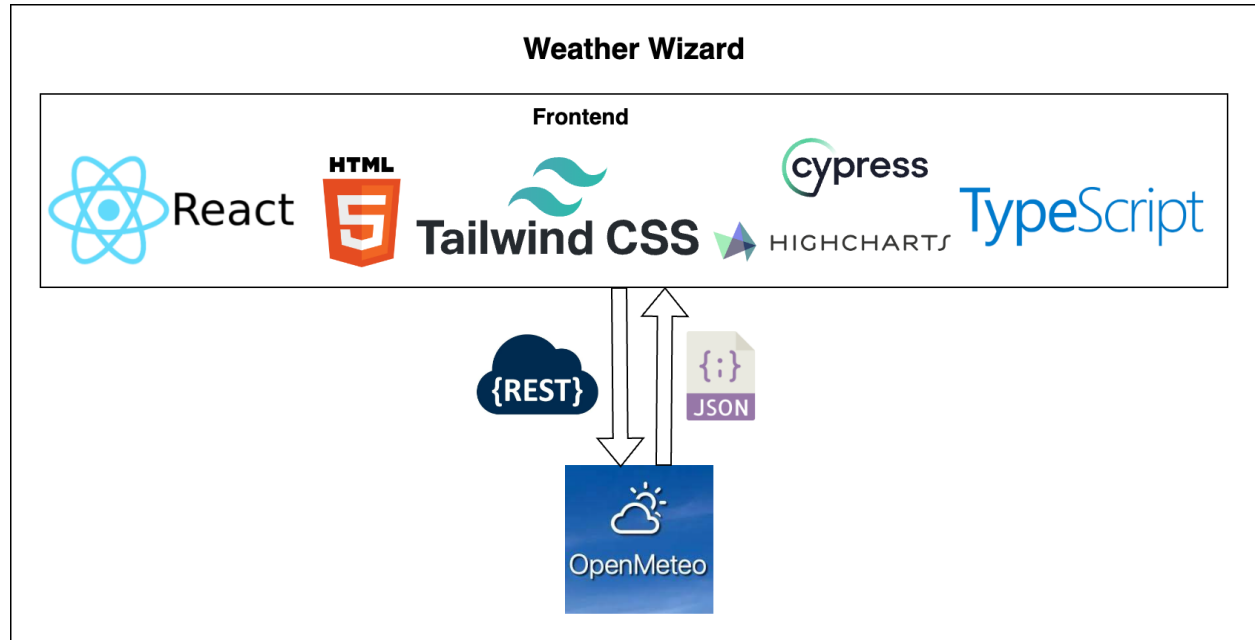 Weather Wizard
Frontend
React
HTML
5
Tailwind CSS
cypress
HIGHCHARTS
TypeScript
{REST}
{;}
JSON
OpenMeteo